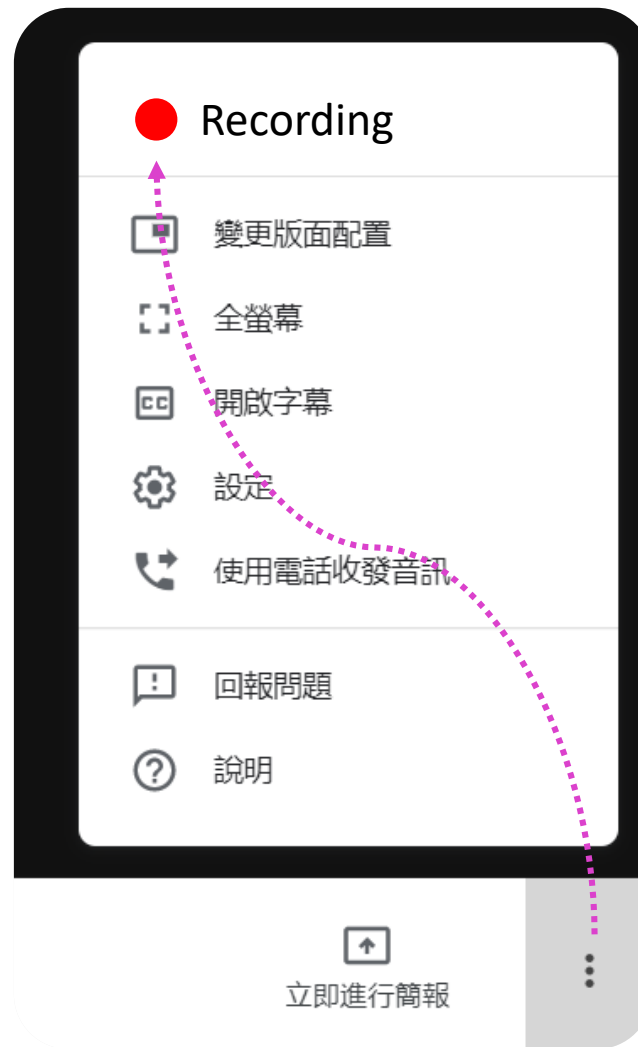 Recording
變更版面配置
全螢幕
CC
開啟字幕
設定
使用電話收發音訊
回報問題
說明
立即進行簡報